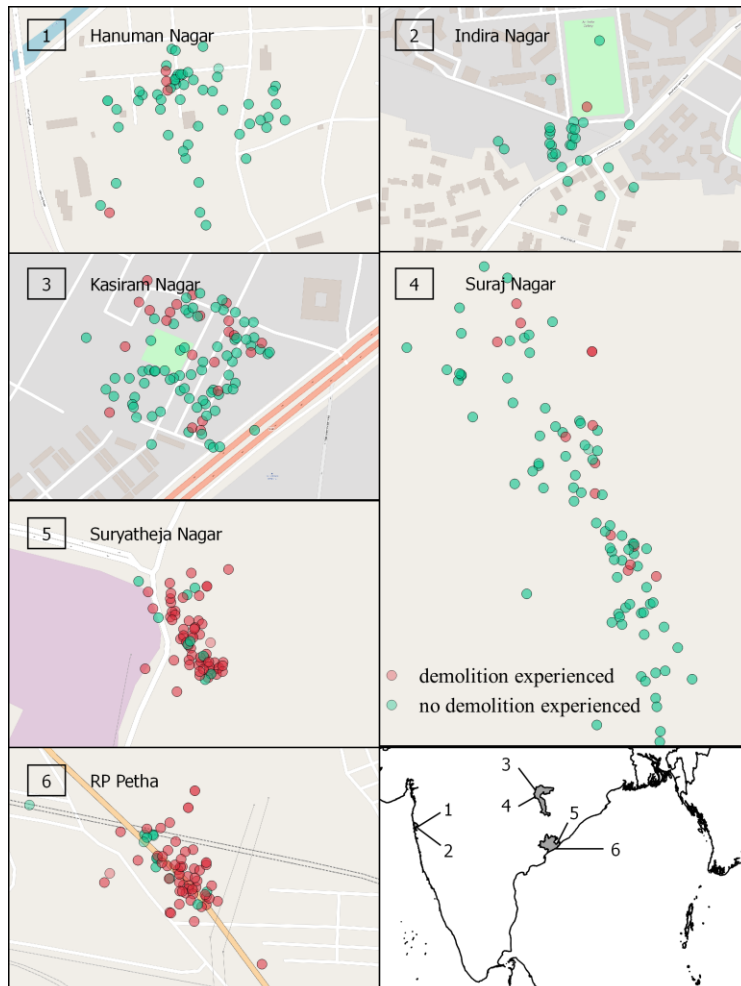 1 Hanuman Nagar
2 Indira Nagar
3 Kasiram Nagar
4 Suraj Nagar
5 Suryatheja Nagar
demolition experienced
no demolition experienced
6 RP Petha
3
4
1
5
2
6